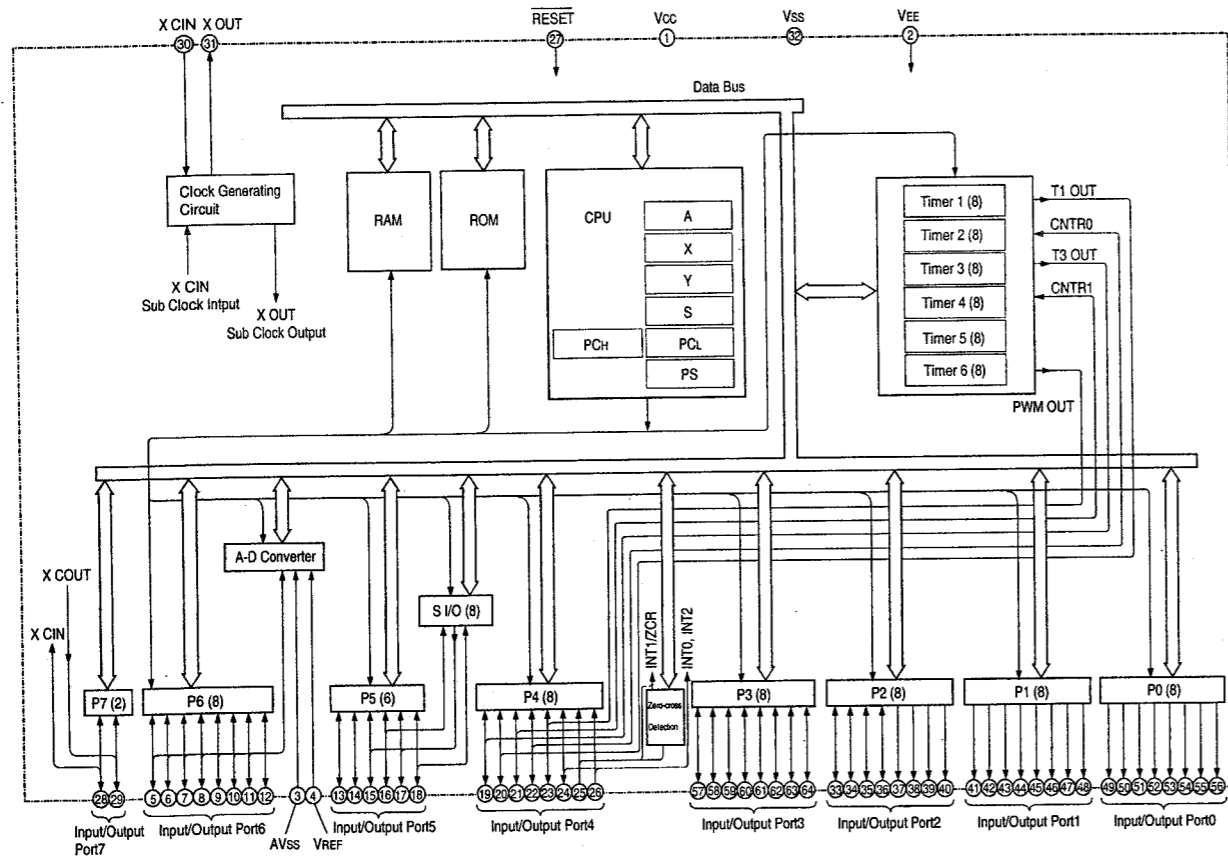 X CIN X OUT
RESET
VCC
VSS
VEE
30 31
27
1
32
2
Data Bus
Clock Generating
Circuit
RAM
ROM
CPU
A
X
Y
S
PCH
PCL
PS
Timer 1 (8)
Timer 2 (8)
Timer 3 (8)
Timer 4 (8)
Timer 5 (8)
Timer 6 (8)
T1 OUT
CNTR0
T3 OUT
CNTR1
PWM OUT
X CIN
Sub Clock Intput
X OUT
Sub Clock Output
A-D Converter
X COUT
X CIN
S I/O (8)
INT1/ZCR
INT0, INT2
P7 (2)
P6 (8)
P5 (6)
P4 (8)
Zero-cross
Detection
P3 (8)
P2 (8)
P1 (8)
P0 (8)
28 29
5 6 7 8 9 10 11 12
3 4
13 14 15 16 17 18
19 20 21 22 23 24 25 26
57 58 59 60 61 62 63 64
33 34 35 36 37 38 39 40
41 42 43 44 45 46 47 48
49 50 51 52 53 54 55 56
Input/Output
Port7
Input/Output Port6
AVSS
VREF
Input/Output Port5
Input/Output Port4
Input/Output Port3
Input/Output Port2
Input/Output Port1
Input/Output Port0